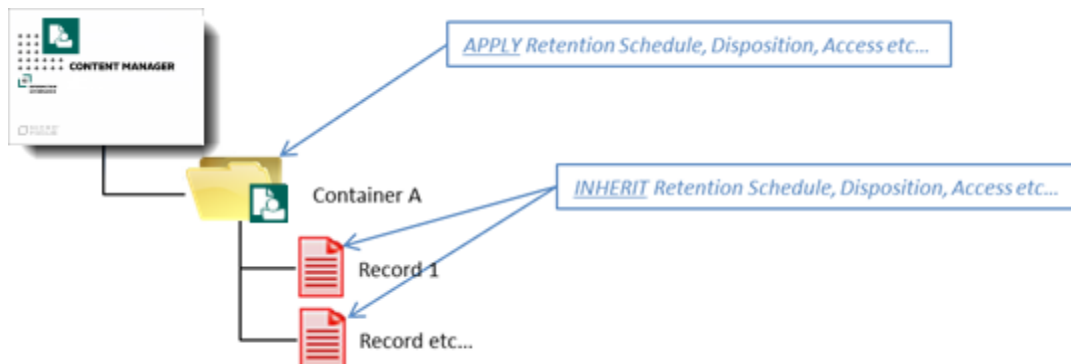 CONTENT MANAGER
APPLY Retention Schedule, Disposition, Access etc...
Container A
INHERIT Retention Schedule, Disposition, Access etc...
Record 1
Record etc...